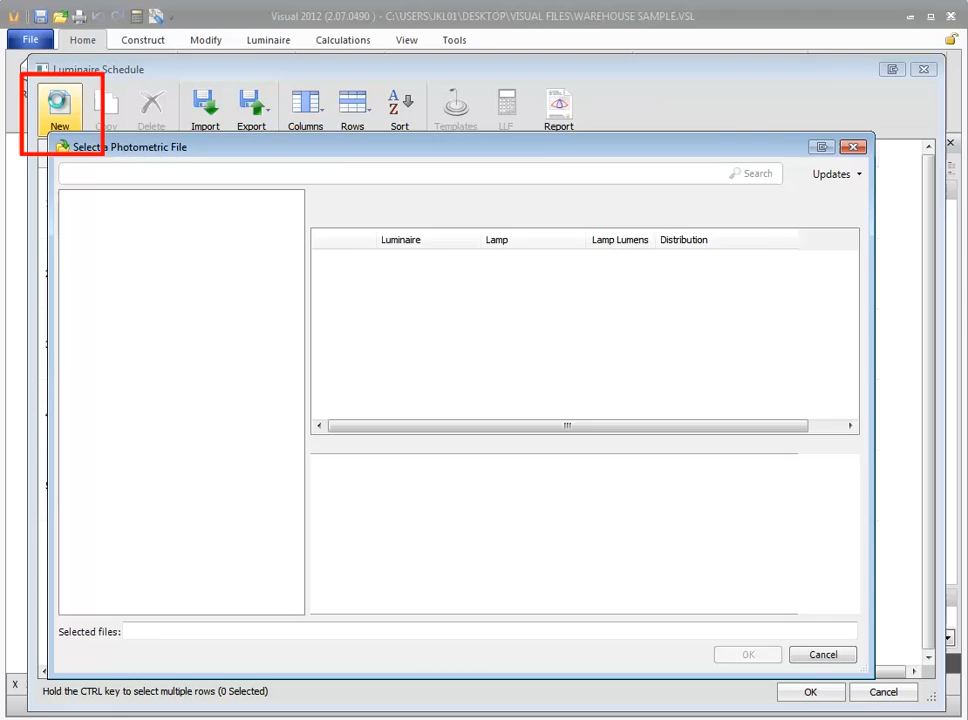 Visual 2012 (2.07.0490) - C:\USERS\JKL01\DESKTOP\VISUAL FILES\WAREHOUSE SAMPLE.VSL
File Home Construct Modify Luminaire Calculations View Tools
Luminaire Schedule
New Copy Delete Import Export Columns Rows Sort Templates LLF Report
Select a Photometric File
Search Updates
Luminaire Lamp Lamp Lumens Distribution
Selected files:
OK Cancel
X
Hold the CTRL key to select multiple rows (0 Selected) OK Cancel